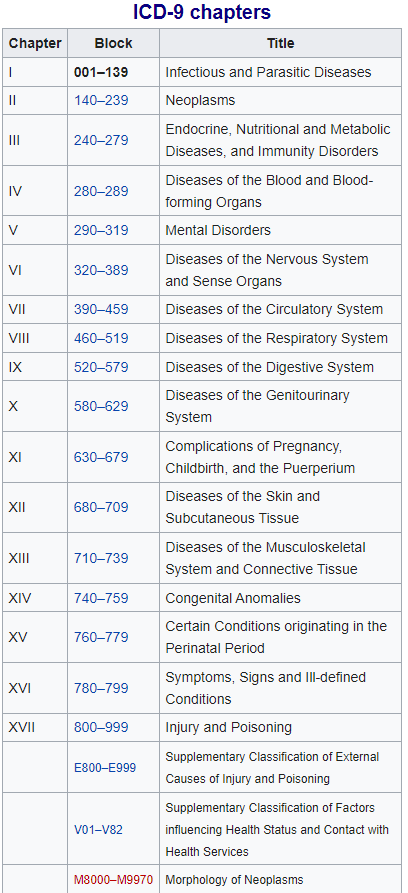 ICD-9 chapters
Chapter Block Title
I 001–139 Infectious and Parasitic Diseases
II 140–239 Neoplasms
III 240–279 Endocrine, Nutritional and Metabolic
Diseases, and Immunity Disorders
IV 280–289 Diseases of the Blood and Blood-
forming Organs
V 290–319 Mental Disorders
VI 320–389 Diseases of the Nervous System
and Sense Organs
VII 390–459 Diseases of the Circulatory System
VIII 460–519 Diseases of the Respiratory System
IX 520–579 Diseases of the Digestive System
X 580–629 Diseases of the Genitourinary
System
XI 630–679 Complications of Pregnancy,
Childbirth, and the Puerperium
XII 680–709 Diseases of the Skin and
Subcutaneous Tissue
XIII 710–739 Diseases of the Musculoskeletal
System and Connective Tissue
XIV 740–759 Congenital Anomalies
XV 760–779 Certain Conditions originating in the
Perinatal Period
XVI 780–799 Symptoms, Signs and Ill-defined
Conditions
XVII 800–999 Injury and Poisoning
E800–E999 Supplementary Classification of External
Causes of Injury and Poisoning
V01–V82 Supplementary Classification of Factors
influencing Health Status and Contact with
Health Services
M8000–M9970 Morphology of Neoplasms